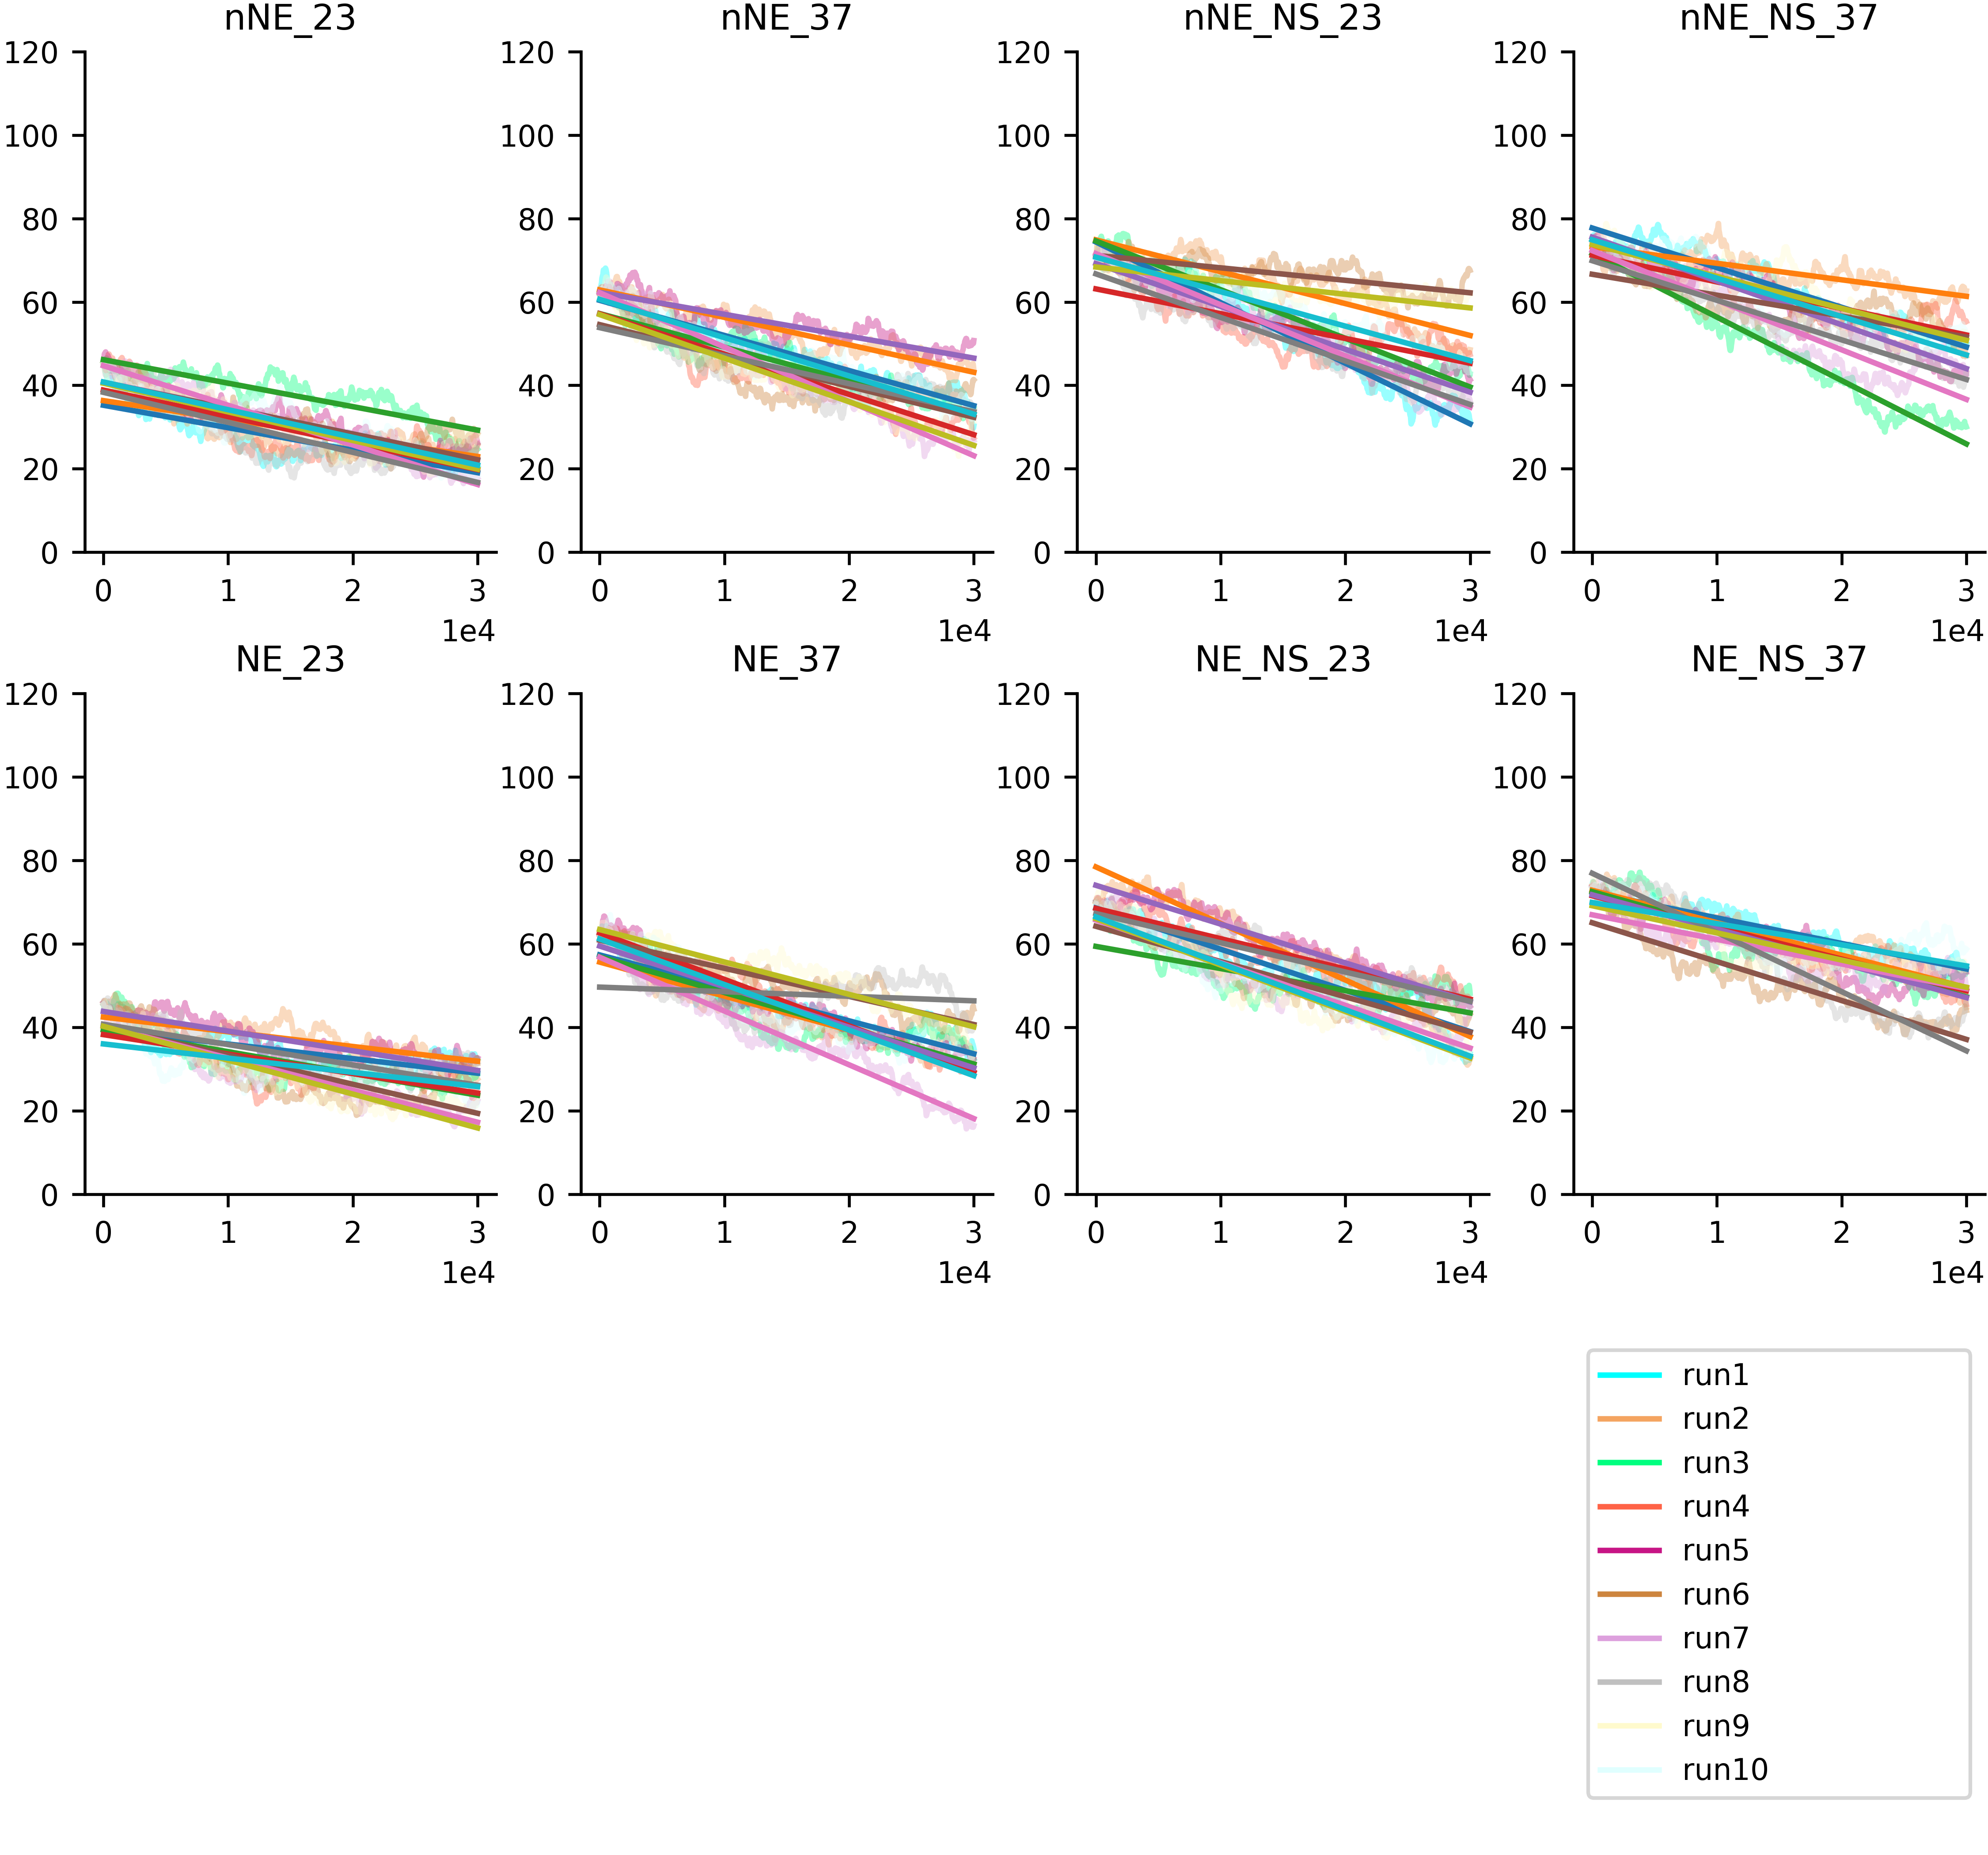 nNE_23 nNE_37 nNE_NS_23 nNE_NS_37
120 120 120 120
100 100 100 100
80 80 80 80
60 60 60 60
40 40 40 40
20 20 20 20
0 0 0 0
0 1 2 3 0 1 2 3 0 1 2 3 0 1 2 3
1e4 1e4 1e4 1e4
NE_23 NE_37 NE_NS_23 NE_NS_37
120 120 120 120
100 100 100 100
80 80 80 80
60 60 60 60
40 40 40 40
20 20 20 20
0 0 0 0
0 1 2 3 0 1 2 3 0 1 2 3 0 1 2 3
1e4 1e4 1e4 1e4
run1
run2
run3
run4
run5
run6
run7
run8
run9
run10